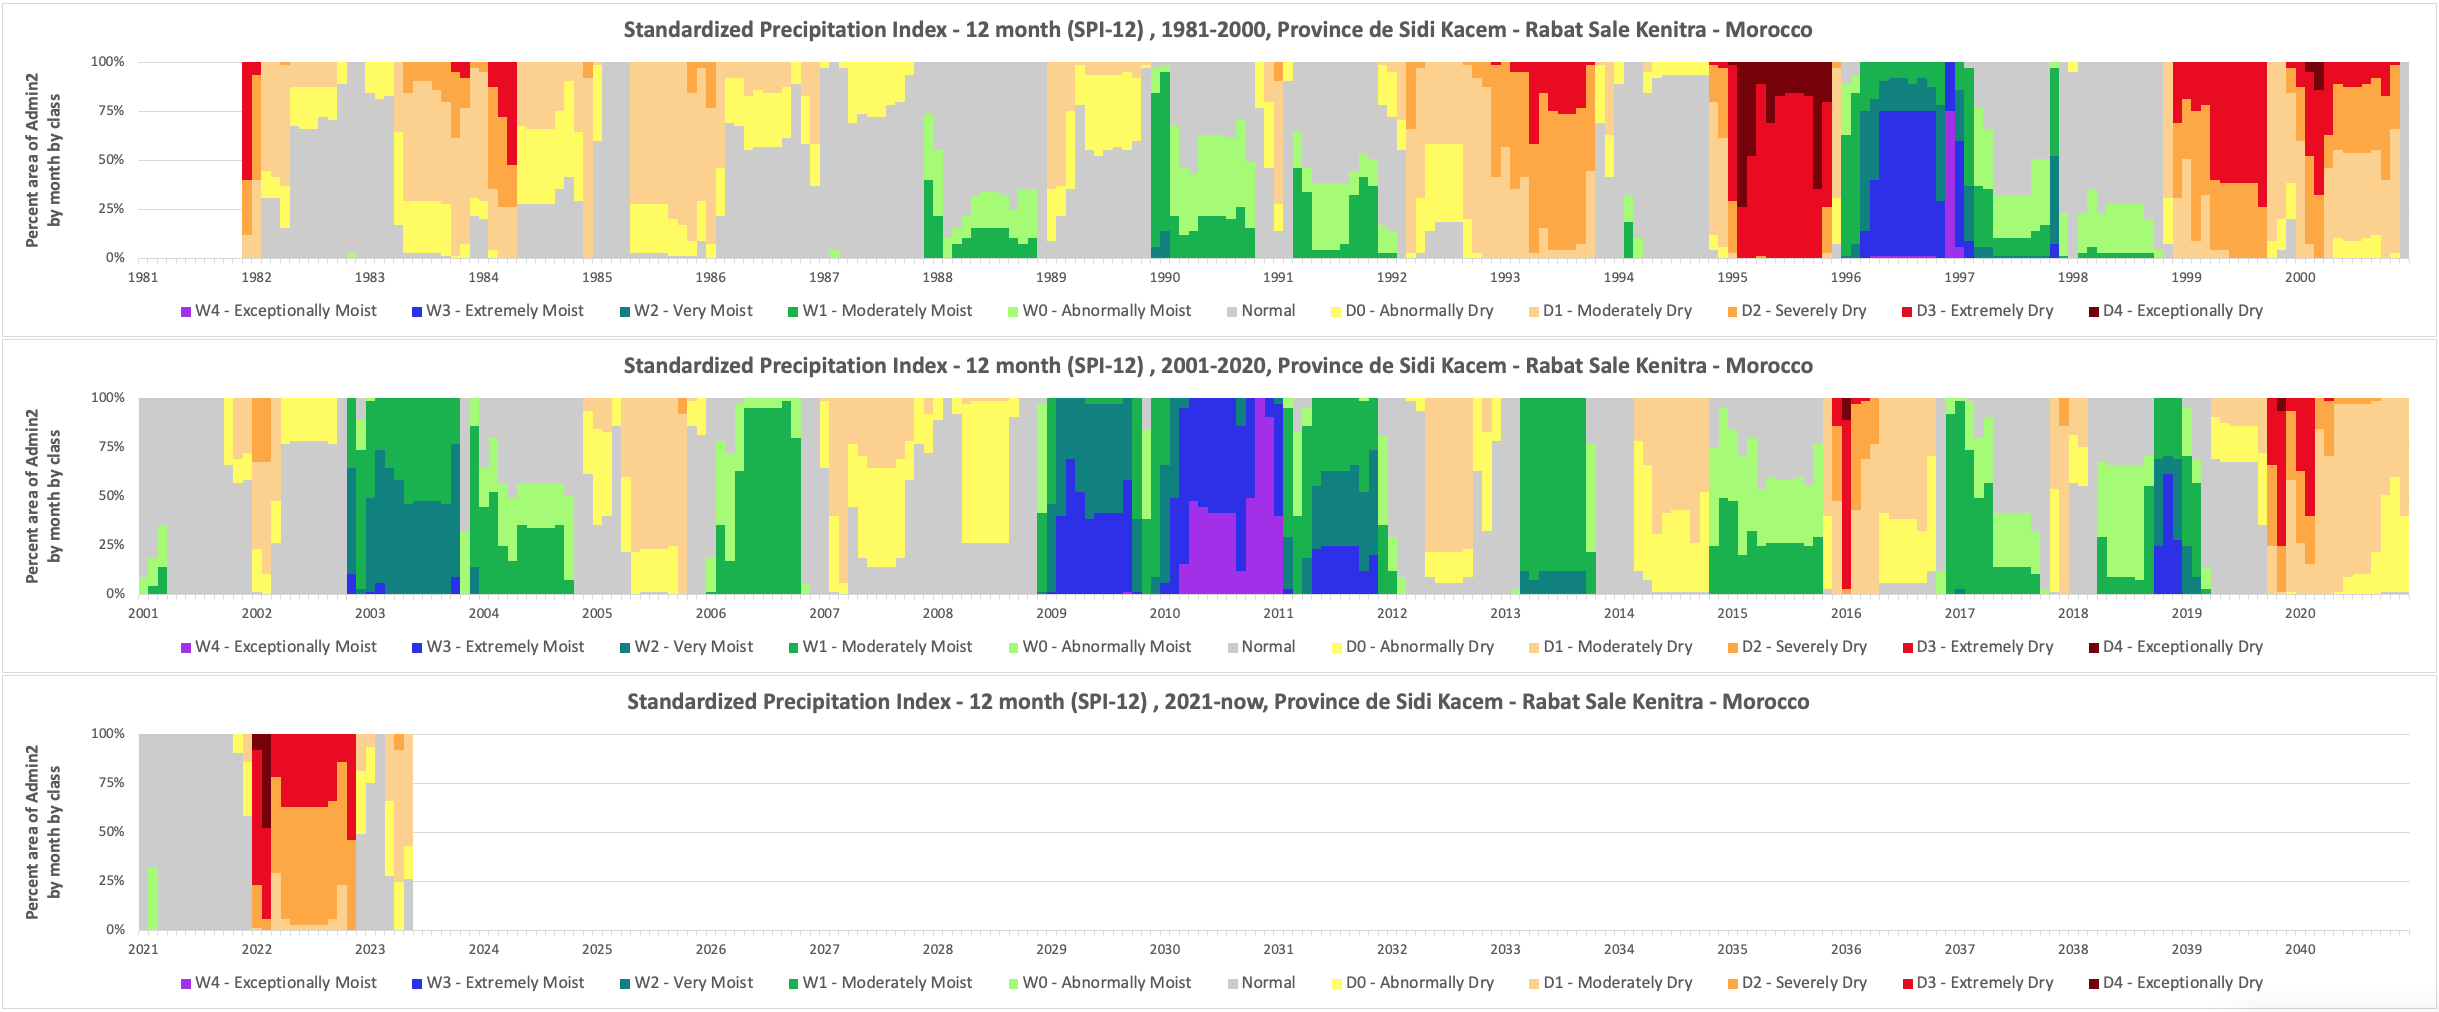 Standardized Precipitation Index - 12 month (SPI-12) , 1981-2000, Province de Sidi Kacem - Rabat Sale Kenitra - Morocco
Percent area of Admin2
by month by class
100%
75%
50%
25%
0%
1981 1982 1983 1984 1985 1986 1987 1988 1989 1990 1991 1992 1993 1994 1995 1996 1997 1998 1999 2000
W4 - Exceptionally Moist W3 - Extremely Moist W2 - Very Moist W1 - Moderately Moist W0 - Abnormally Moist Normal D0 - Abnormally Dry D1 - Moderately Dry D2 - Severely Dry D3 - Extremely Dry D4 - Exceptionally Dry
Standardized Precipitation Index - 12 month (SPI-12) , 2001-2020, Province de Sidi Kacem - Rabat Sale Kenitra - Morocco
Percent area of Admin2
by month by class
100%
75%
50%
25%
0%
2001 2002 2003 2004 2005 2006 2007 2008 2009 2010 2011 2012 2013 2014 2015 2016 2017 2018 2019 2020
W4 - Exceptionally Moist W3 - Extremely Moist W2 - Very Moist W1 - Moderately Moist W0 - Abnormally Moist Normal D0 - Abnormally Dry D1 - Moderately Dry D2 - Severely Dry D3 - Extremely Dry D4 - Exceptionally Dry
Standardized Precipitation Index - 12 month (SPI-12) , 2021-now, Province de Sidi Kacem - Rabat Sale Kenitra - Morocco
Percent area of Admin2
by month by class
100%
75%
50%
25%
0%
2021 2022 2023 2024 2025 2026 2027 2028 2029 2030 2031 2032 2033 2034 2035 2036 2037 2038 2039 2040
W4 - Exceptionally Moist W3 - Extremely Moist W2 - Very Moist W1 - Moderately Moist W0 - Abnormally Moist Normal D0 - Abnormally Dry D1 - Moderately Dry D2 - Severely Dry D3 - Extremely Dry D4 - Exceptionally Dry